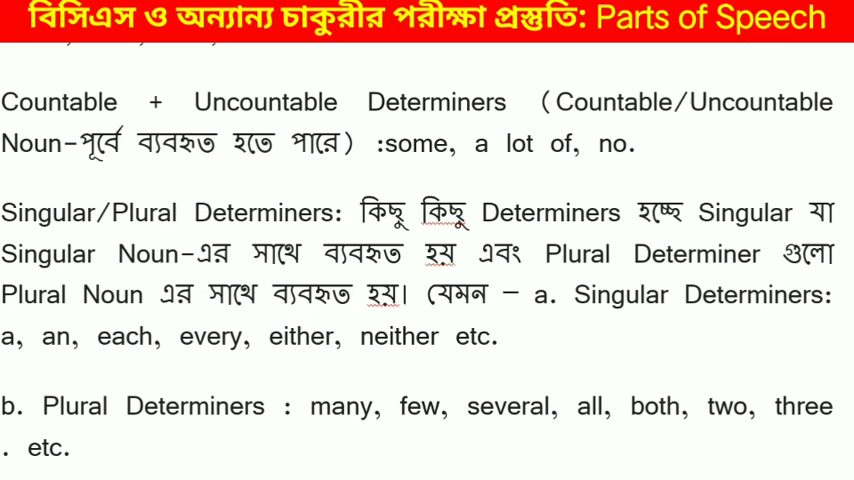 বিসিএস ও অন্যান্য চাকুরীর পরীক্ষা প্রস্তুতি: Parts of Speech
Countable + Uncountable Determiners (Countable/Uncountable
Noun-পূর্বে ব্যবহৃত হতে পারে) :some, a lot of, no.
Singular/Plural Determiners: কিছু কিছু Determiners হচ্ছে Singular যা
Singular Noun-এর সাথে ব্যবহৃত হয় এবং Plural Determiner গুলো
Plural Noun এর সাথে ব্যবহৃত হয়। যেমন – a. Singular Determiners:
a, an, each, every, either, neither etc.
b. Plural Determiners : many, few, several, all, both, two, three
. etc.